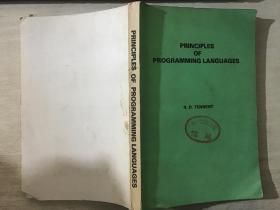 PRINCIPLES OF PROGRAMMING LANGUAGES
PRINCIPLES
OF
PROGRAMMING LANGUAGES
R. D. TENNENT